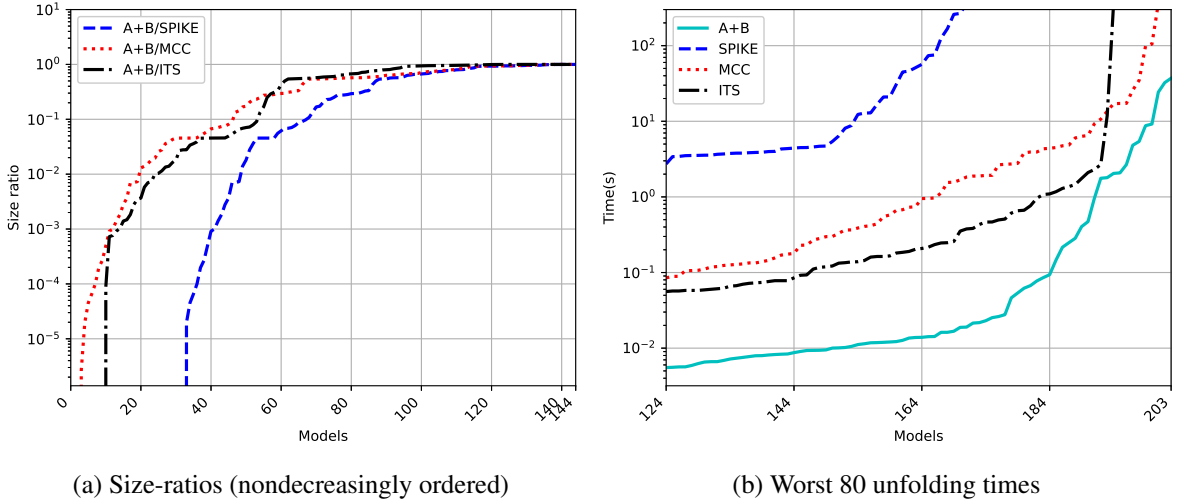 10^1
10^0
10^-1
10^-2
10^-3
10^-4
10^-5
Size ratio
A+B/SPIKE
A+B/MCC
A+B/ITS
0
20
40
60
80
100
120
140
144
Models
(a) Size-ratios (nondecreasingly ordered)
10^2
10^1
10^0
10^-1
10^-2
Time(s)
A+B
SPIKE
MCC
ITS
124
144
164
184
203
Models
(b) Worst 80 unfolding times